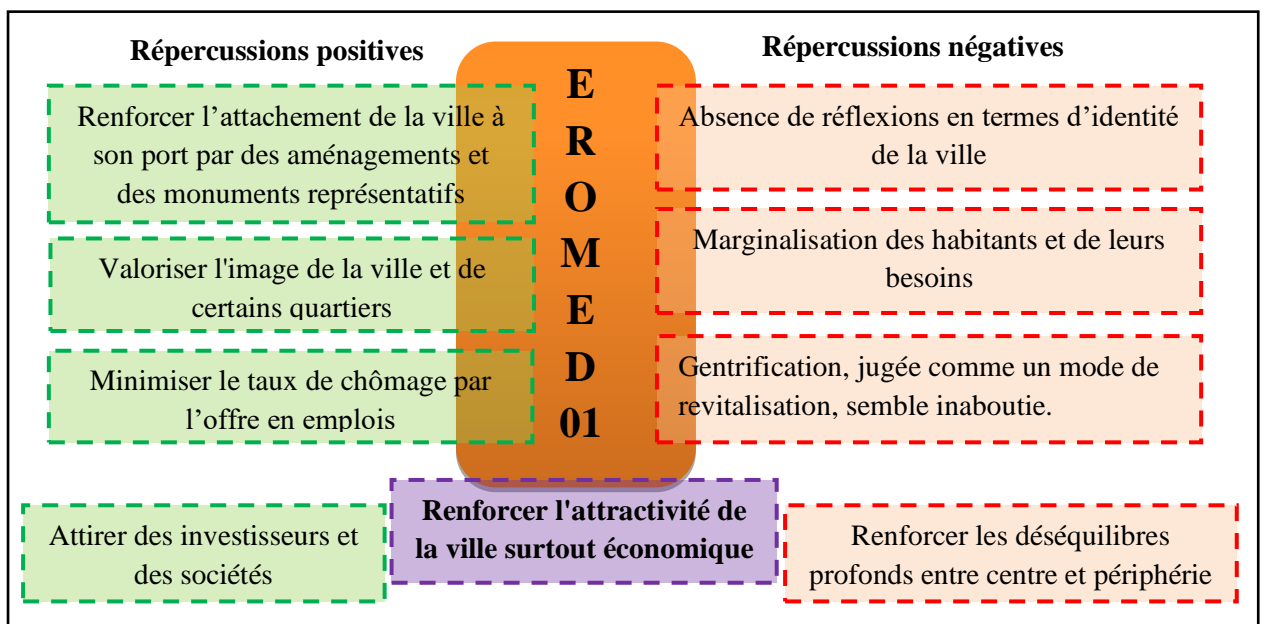 Répercussions positives
Renforcer l’attachement de la ville à
son port par des aménagements et
des monuments représentatifs
Valoriser l'image de la ville et de
certains quartiers
Minimiser le taux de chômage par
l’offre en emplois
Attirer des investisseurs et
des sociétés
E
R
O
M
E
D
01
Renforcer l'attractivité de
la ville surtout économique
Répercussions négatives
Absence de réflexions en termes d’identité
de la ville
Marginalisation des habitants et de leurs
besoins
Gentrification, jugée comme un mode de
revitalisation, semble inaboutie.
Renforcer les déséquilibres
profonds entre centre et périphérie